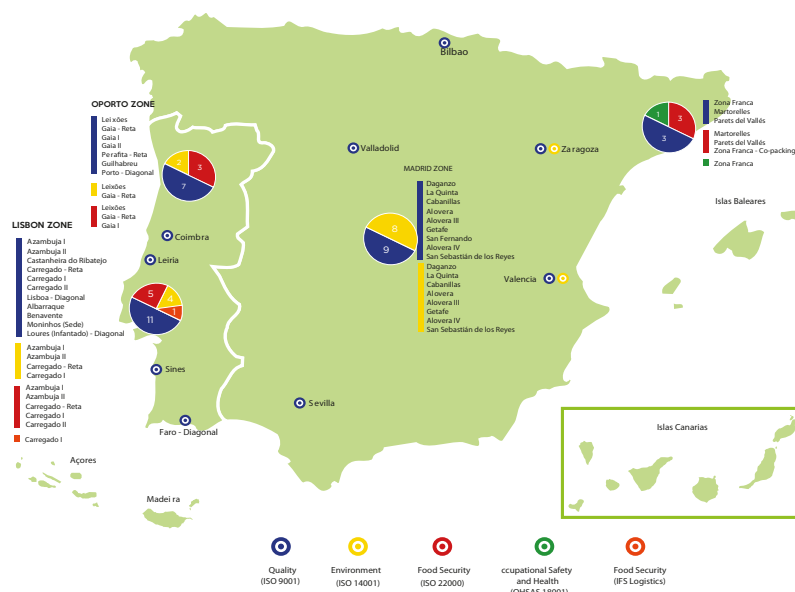 Bilbao
OPORTO ZONE
Leixões
Gaia - Reta
Gaia I
Gaia II
Perafita - Reta
Guilhabreu
Porto - Diagonal
Leixões
Gaia - Reta
Leixões
Gaia - Reta
Gaia I
2
3
7
Valladolid
Zaragoza
1
3
3
Zona Franca
Martorelles
Parets del Vallés
Martorelles
Parets del Vallés
Zona Franca - Co-packing
Zona Franca
MADRID ZONE
Daganzo
La Quinta
Cabanillas
Alovera
Alovera III
Getafe
San Fernando
Alovera IV
San Sebastián de los Reyes
Daganzo
La Quinta
Cabanillas
Alovera
Alovera III
Getafe
Alovera IV
San Sebastián de los Reyes
8
9
Islas Baleares
Valencia
LISBON ZONE
Azambuja I
Azambuja II
Castanheira do Ribatejo
Carregado - Reta
Carregado I
Carregado II
Lisboa - Diagonal
Albarraque
Benavente
Moninhos (Sede)
Loures (Infantado) - Diagonal
Azambuja I
Azambuja II
Carregado - Reta
Carregado I
Azambuja I
Azambuja II
Carregado - Reta
Carregado I
Carregado II
Carregado I
Coimbra
Leiria
5
4
1
11
Sines
Sevilla
Faro - Diagonal
Açores
Madeira
Islas Canarias
Quality
(ISO 9001)
Environment
(ISO 14001)
Food Security
(ISO 22000)
ccupational Safety
and Health
(OHSAS 18001)
Food Security
(IFS Logistics)